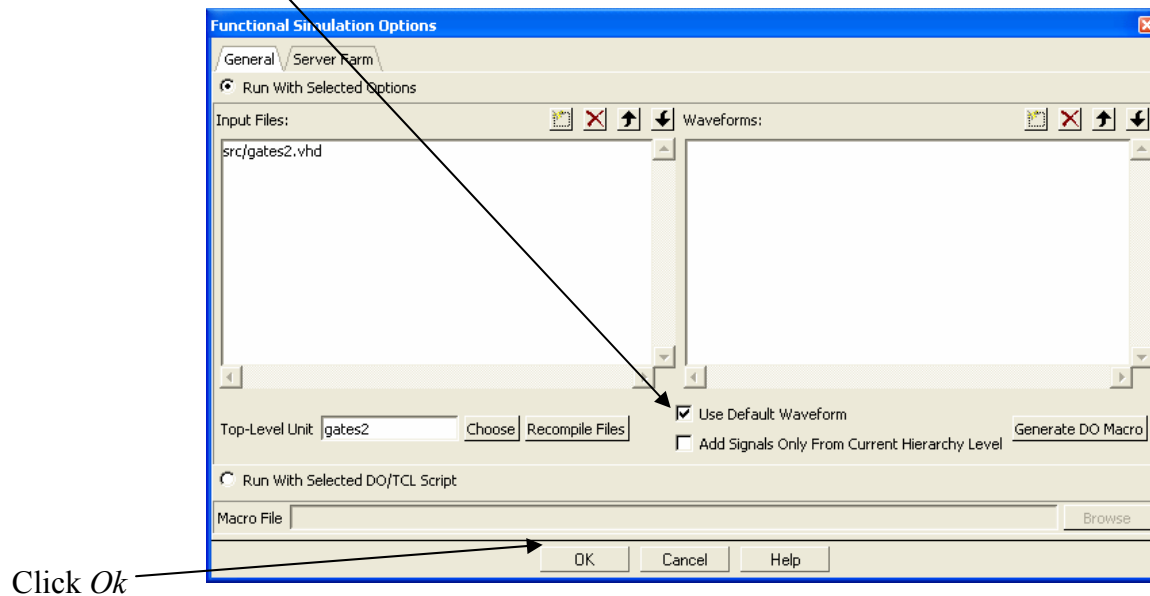 Functional Simulation Options
General Server Farm
Run With Selected Options
Input Files: Waveforms:
src/gates2.vhd
Use Default Waveform
Top-Level Unit gates2 Choose Recompile Files Generate DO Macro
Add Signals Only From Current Hierarchy Level
Run With Selected DO/TCL Script
Macro File Browse
OK Cancel Help
Click Ok